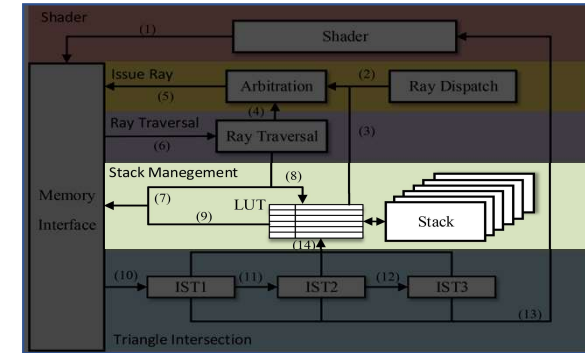 Shader
(1)
Shader
Issue Ray
(2)
Arbitration
Ray Dispatch
(5)
(4)
(3)
Ray Traversal
(6)
Ray Traversal
Stack Manegement
(8)
(7)
LUT
(9)
Stack
Memory
Interface
(14)
(10)
IST1
(11)
IST2
(12)
IST3
(13)
Triangle Intersection